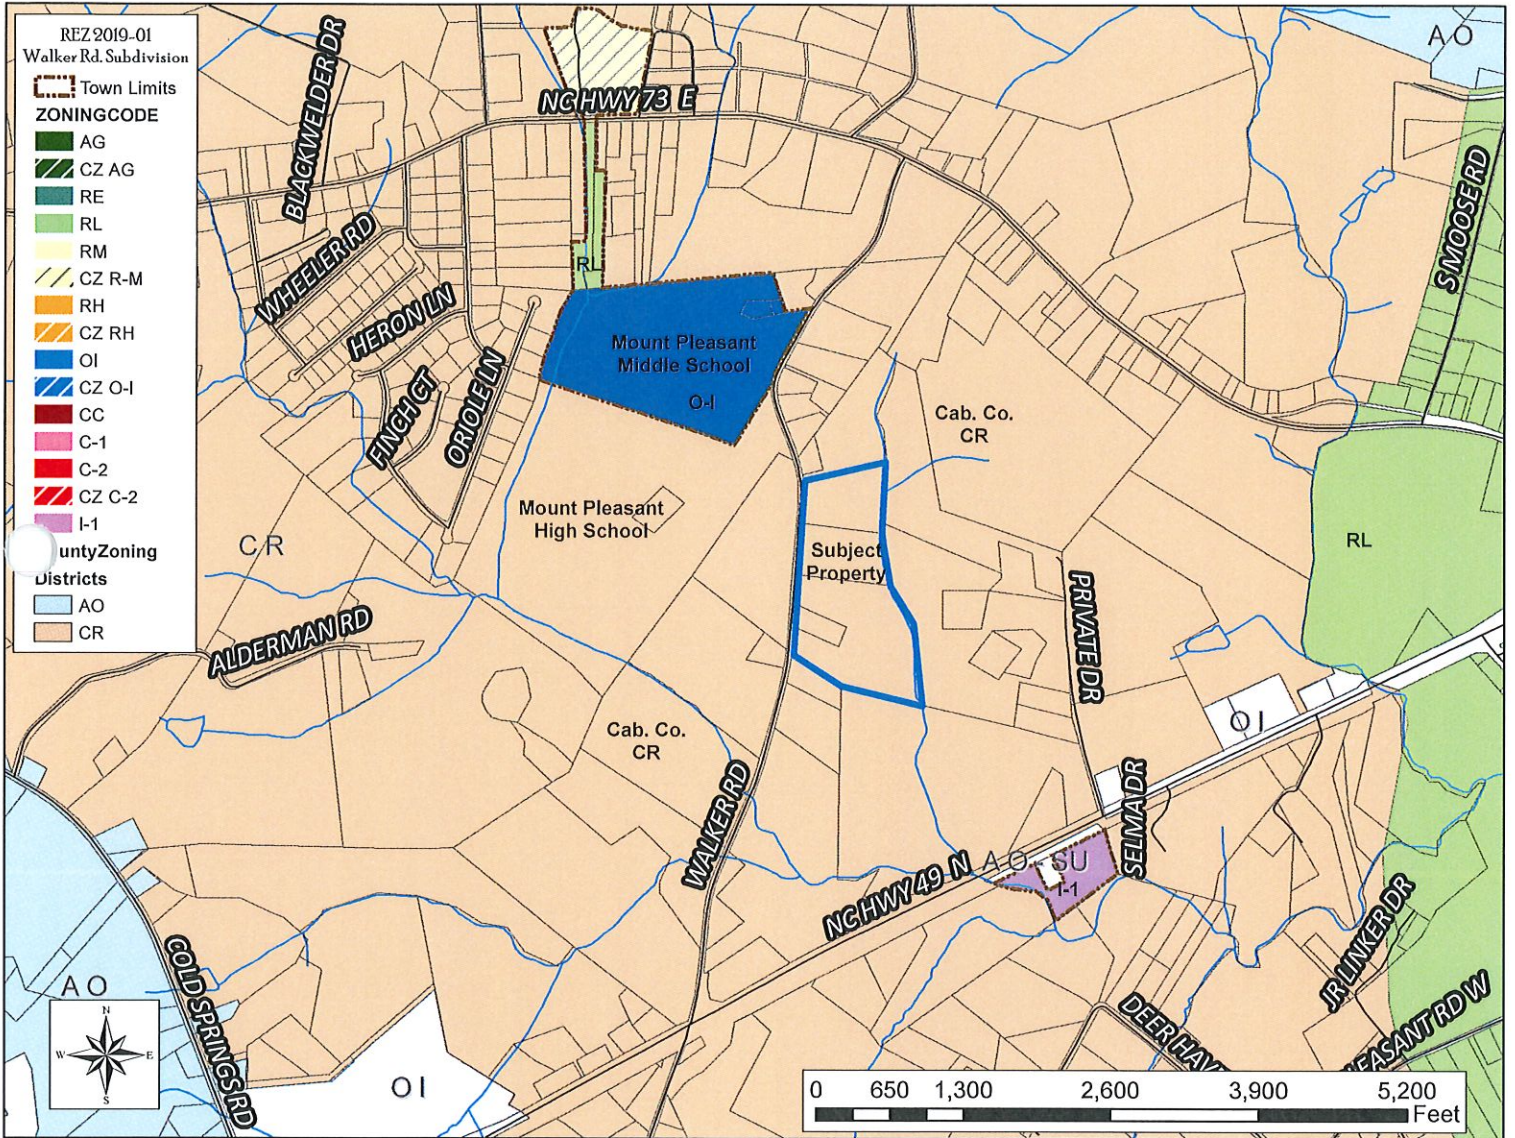 REZ 2019-01
Walker Rd. Subdivision
Town Limits
ZONINGCODE
AG
CZ AG
RE
RL
RM
CZ R-M
RH
CZ RH
OI
CZ O-I
CC
C-1
C-2
CZ C-2
I-1
untyZoning
Districts
AO
CR
AO
NC HWY 73 E
BLACKWELDER DR
S MOOSE RD
WHEELER RD
RL
HERON LN
Mount Pleasant
Middle School
O-I
FINCH CT
ORIOLE LN
Cab. Co.
CR
Mount Pleasant
High School
CR
Subject
Property
RL
PRIVATE DR
ALDERMAN RD
OI
Cab. Co.
CR
WALKER RD
SELMA DR
NC HWY 49 N
AO-SU
I-1
JR LINKER DR
COLD SPRINGS RD
AO
DEER HAV
EASANT RD W
OI
N
W
E
S
0 650 1,300 2,600 3,900 5,200
Feet